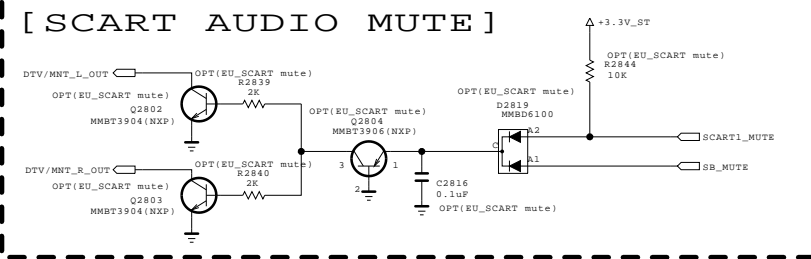 [SCART AUDIO MUTE]
+3.3V_ST
OPT(EU_SCART mute)
R2844
10K
DTV/MNT_L_OUT
OPT(EU_SCART mute)
R2839
2K
OPT(EU_SCART mute)
Q2802
MMBT3904(NXP)
OPT(EU_SCART mute)
Q2804
MMBT3906(NXP)
3
1
2
OPT(EU_SCART mute)
D2819
MMBD6100
A2
C
A1
SCART1_MUTE
SB_MUTE
DTV/MNT_R_OUT
OPT(EU_SCART mute)
R2840
2K
OPT(EU_SCART mute)
Q2803
MMBT3904(NXP)
C2816
0.1uF
OPT(EU_SCART mute)